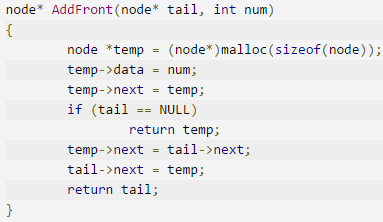 node* AddFront(node* tail, int num)
{
        node *temp = (node*)malloc(sizeof(node));
        temp->data = num;
        temp->next = temp;
        if (tail == NULL)
                return temp;
        temp->next = tail->next;
        tail->next = temp;
        return tail;
}